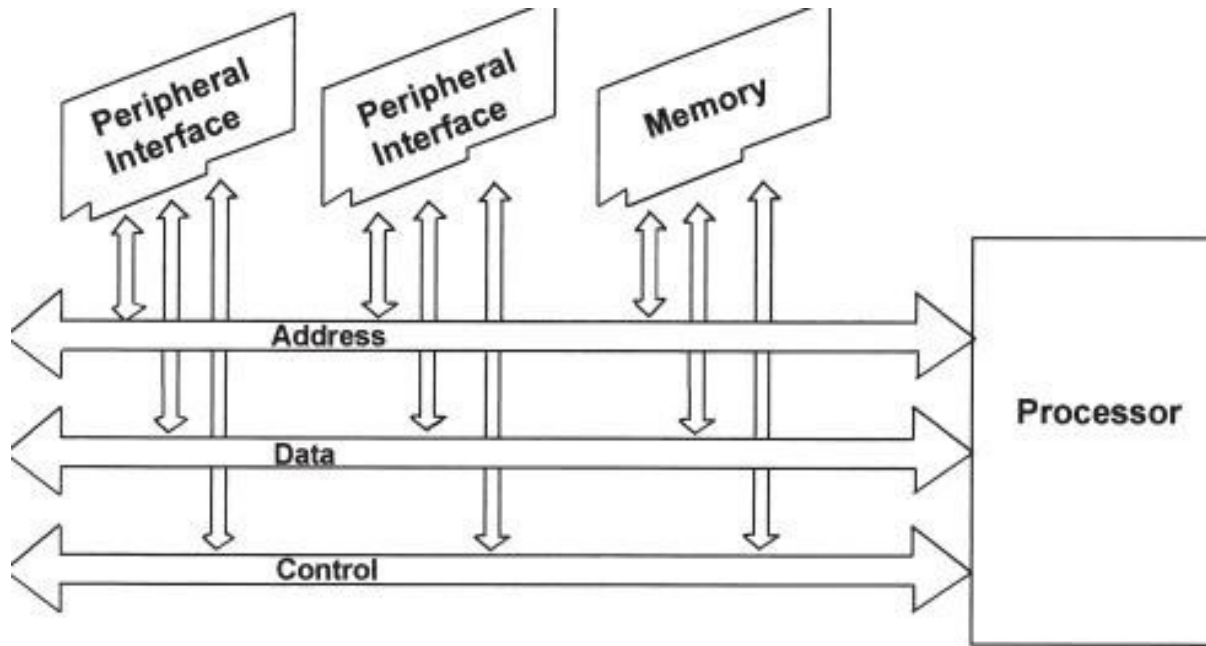 Peripheral
Interface
Peripheral
Interface
Memory
Address
Processor
Data
Control